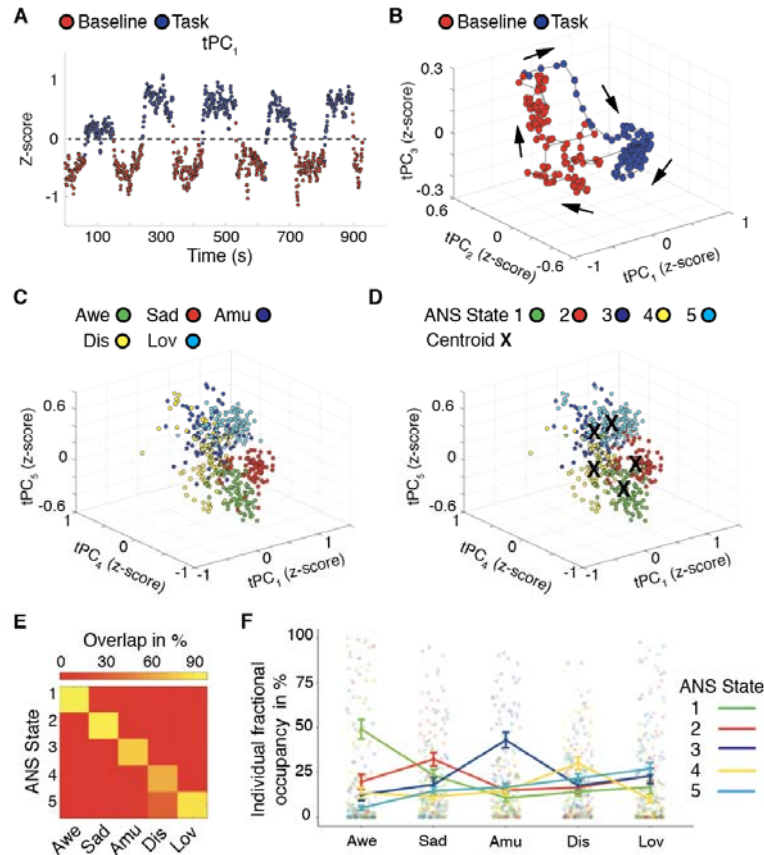 A
Baseline Task
tPC1
Z-score
1
0
-1
100 300 500 700 900
Time (s)
B
Baseline Task
tPC3 (z-score)
0.3
0
-0.3
0.6
0
-0.6
tPC2 (z-score)
-1
0
1
tPC1 (z-score)
C
Awe Sad Amu
Dis Lov
tPC5 (z-score)
0.6
0
-0.6
1
0
-1
tPC4 (z-score)
-1
0
1
tPC1 (z-score)
D
ANS State 1 2 3 4 5
Centroid X
tPC5 (z-score)
0.6
0
-0.6
1
0
-1
tPC4 (z-score)
-1
0
1
tPC1 (z-score)
X
X
X
X
X
E
Overlap in %
0 30 60 90
ANS State
1
2
3
4
5
Awe Sad Amu Dis Lov
F
Individual fractional
occupancy in %
100
50
25
0
Awe Sad Amu Dis Lov
ANS State
1
2
3
4
5